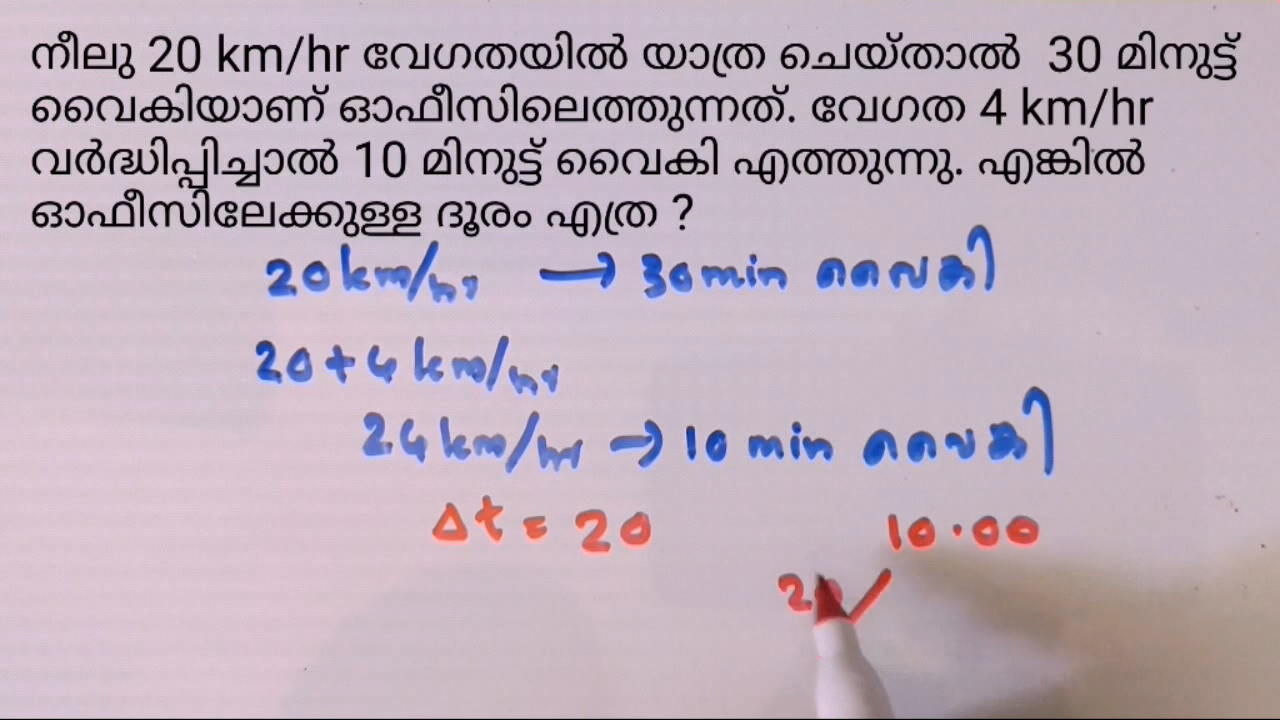 നീലു 20 km/hr വേഗതയിൽ യാത്ര ചെയ്താൽ 30 മിനുട്ട്
വൈകിയാണ് ഓഫീസിലെത്തുന്നത്. വേഗത 4 km/hr
വർദ്ധിപ്പിച്ചാൽ 10 മിനുട്ട് വൈകി എത്തുന്നു. എങ്കിൽ
ഓഫീസിലേക്കുള്ള ദൂരം എത്ര ?
20 km/hr → 30 min വൈകി
20 + 4 km/hr
24 km/hr → 10 min വൈകി
Δt = 20 10.00
20